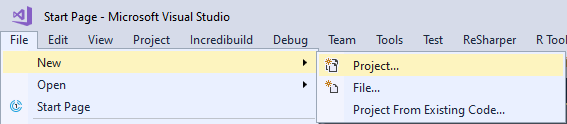 Start Page - Microsoft Visual Studio
File Edit View Project Incredibuild Debug Team Tools Test ReSharper R Tool
New Project...
Open File...
Start Page Project From Existing Code...